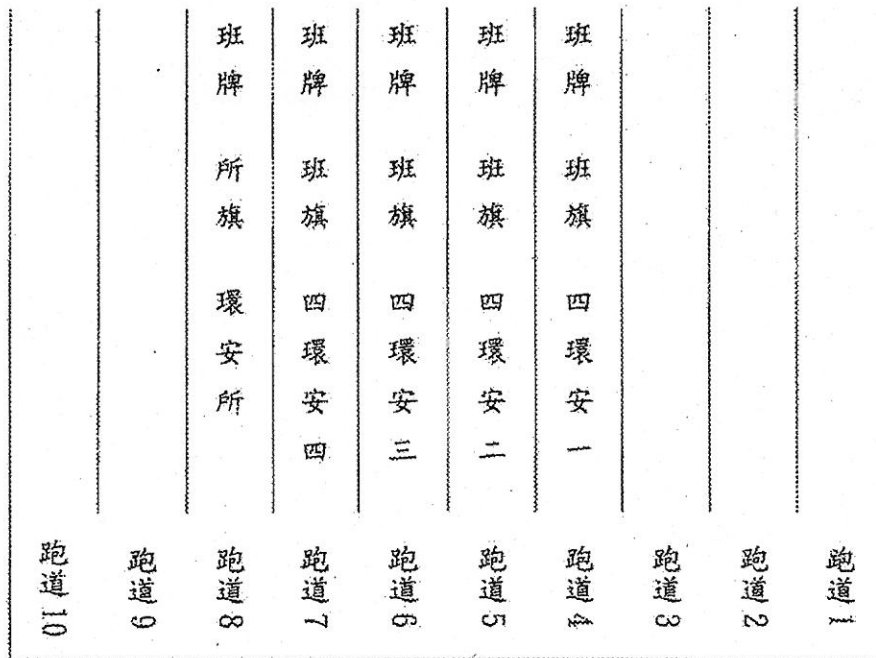 跑道1
跑道2
跑道3
班牌 班旗 四環安一 跑道4
班牌 班旗 四環安二 跑道5
班牌 班旗 四環安三 跑道6
班牌 班旗 四環安四 跑道7
班牌 所旗 環安所 跑道8
跑道9
跑道10